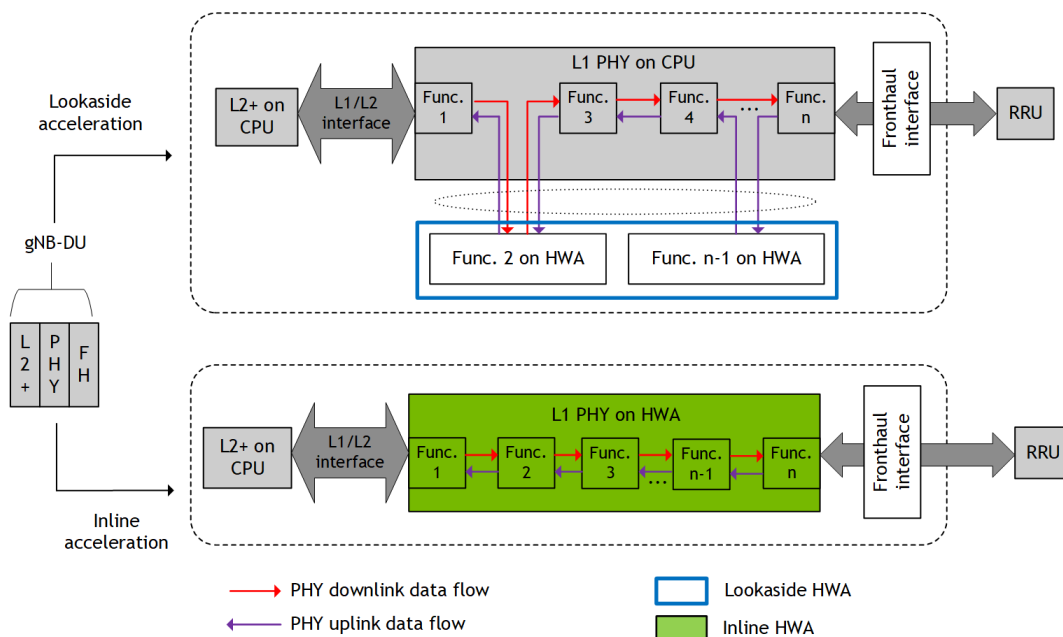 L1 PHY on CPU
Lookaside
acceleration
L2+ on
CPU
L1/L2
interface
Func.
1
Func.
3
Func.
4
...
Func.
n
Fronthaul
interface
RRU
Func. 2 on HWA
Func. n-1 on HWA
gNB-DU
L
2
+
P
H
Y
F
H
L1 PHY on HWA
L2+ on
CPU
L1/L2
interface
Func.
1
Func.
2
Func.
3
...
Func.
n-1
Func.
n
Fronthaul
interface
RRU
Inline
acceleration
PHY downlink data flow
Lookaside HWA
PHY uplink data flow
Inline HWA